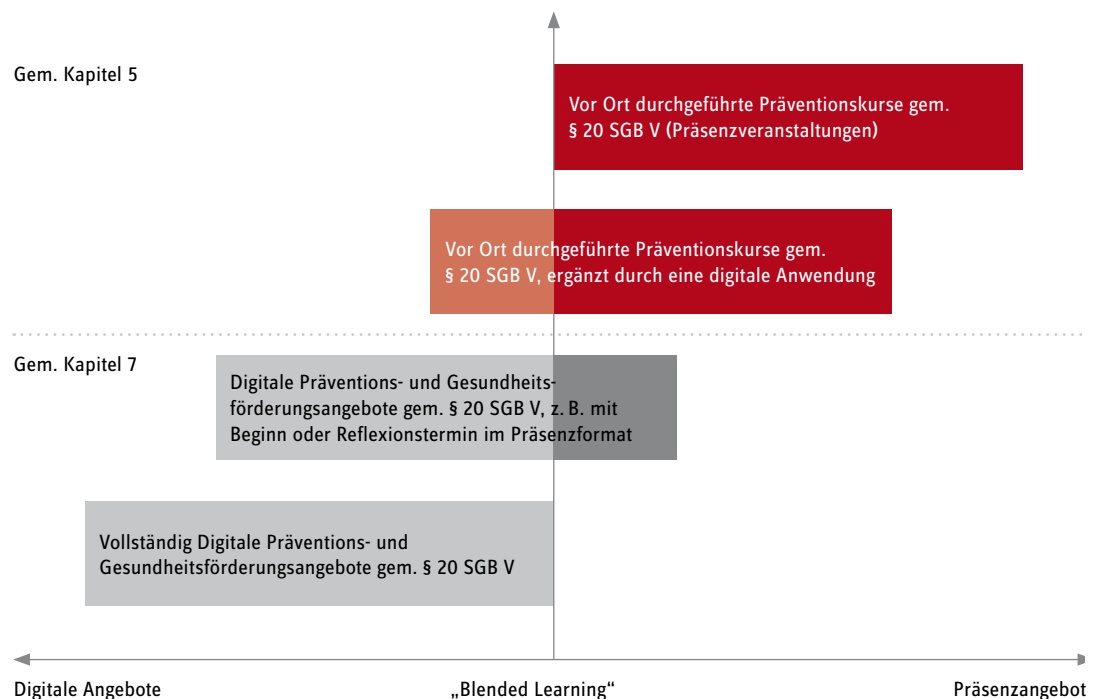 Gem. Kapitel 5
Vor Ort durchgeführte Präventionskurse gem.
§ 20 SGB V (Präsenzveranstaltungen)
Vor Ort durchgeführte Präventionskurse gem.
§ 20 SGB V, ergänzt durch eine digitale Anwendung
Gem. Kapitel 7
Digitale Präventions- und Gesundheits-
förderungsangebote gem. § 20 SGB V, z. B. mit
Beginn oder Reflexionstermin im Präsenzformat
Vollständig Digitale Präventions- und
Gesundheitsförderungsangebote gem. § 20 SGB V
Digitale Angebote
„Blended Learning“
Präsenzangebot